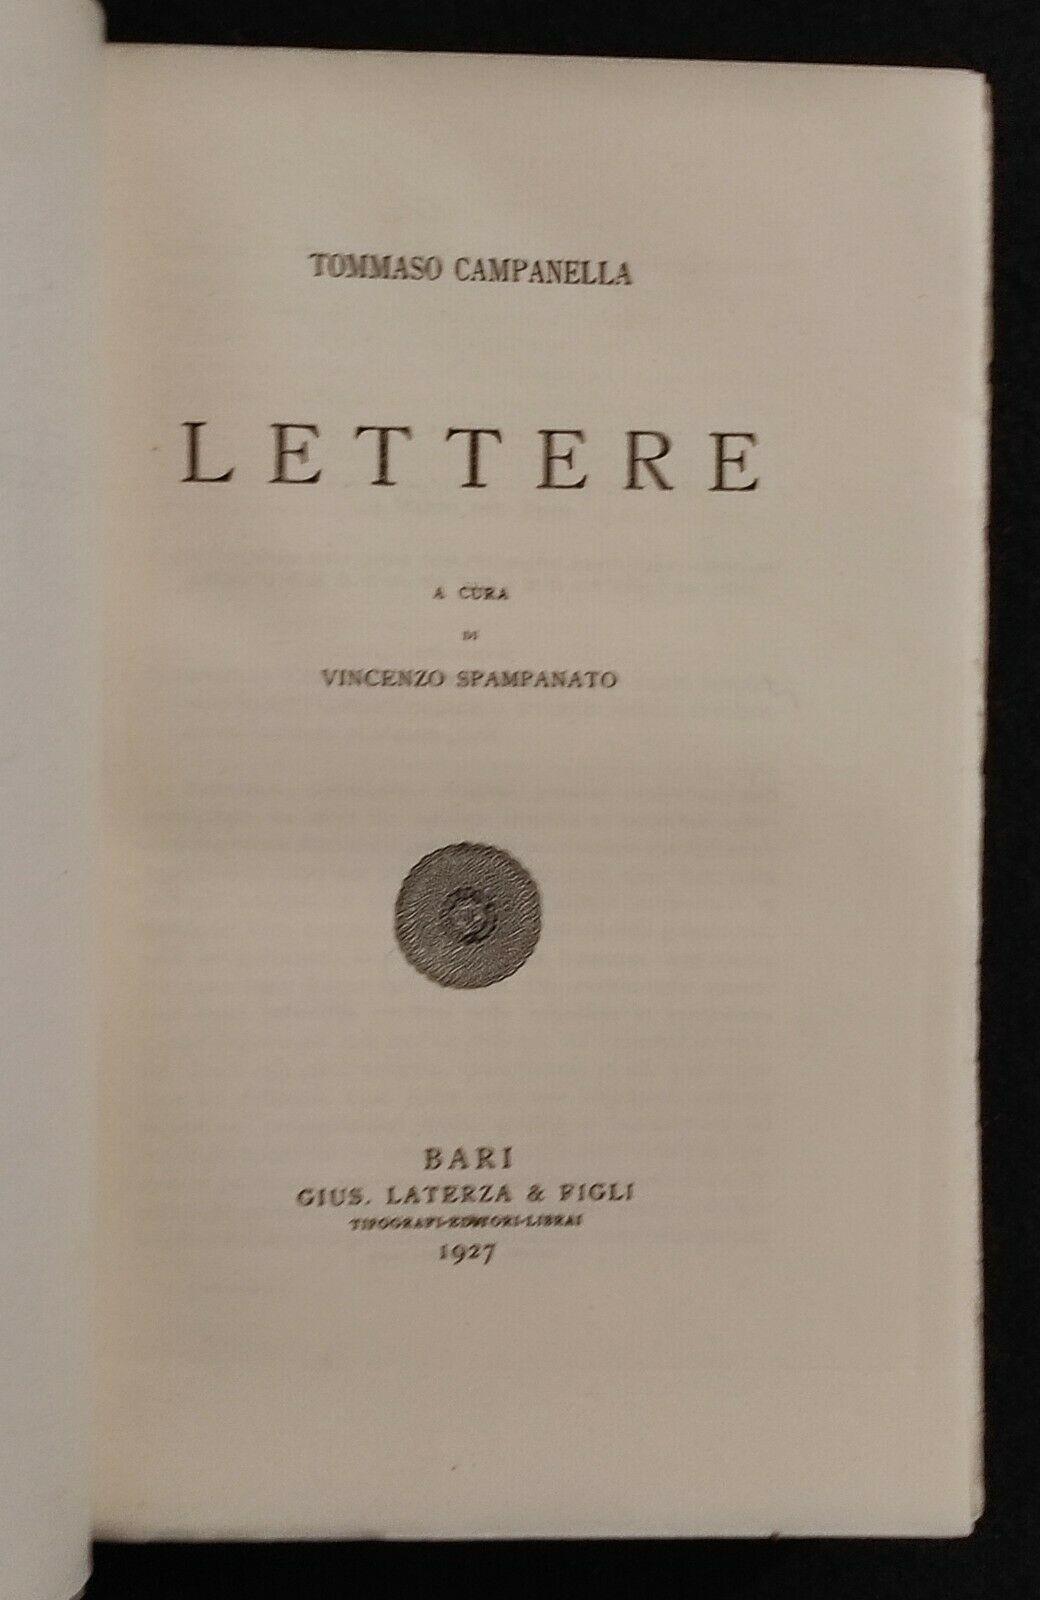 TOMMASO CAMPANELLA
LETTERE
A CURA
DI
VINCENZO SPAMPANATO
BARI
GIUS. LATERZA & FIGLI
TIPOGRAFI-EDITORI-LIBRAI
1927